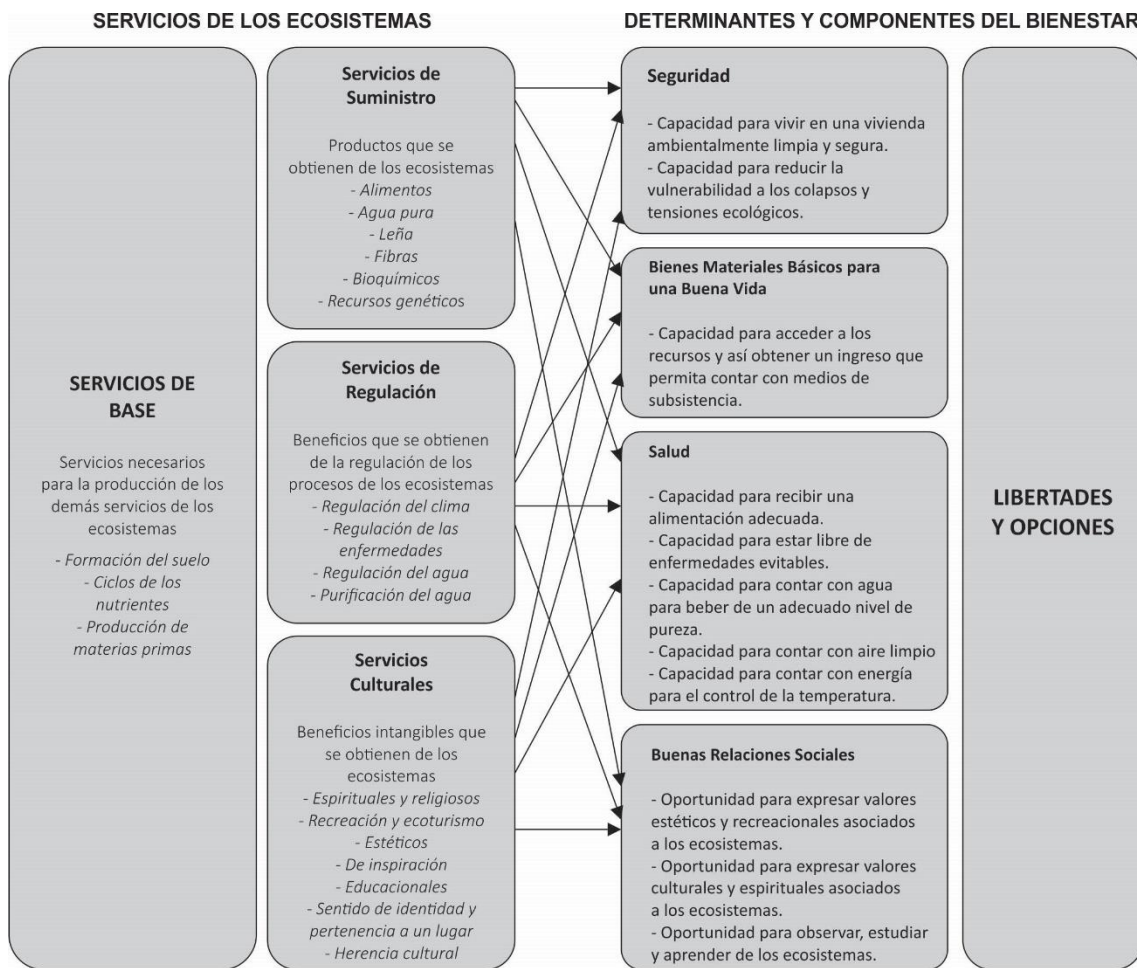 SERVICIOS DE LOS ECOSISTEMAS
DETERMINANTES Y COMPONENTES DEL BIENESTAR
SERVICIOS DE
BASE
Servicios necesarios
para la producción de los
demás servicios de los
ecosistemas
- Formación del suelo
- Ciclos de los
nutrientes
- Producción de
materias primas
Servicios de
Suministro
Productos que se
obtienen de los ecosistemas
- Alimentos
- Agua pura
- Leña
- Fibras
- Bioquímicos
- Recursos genéticos
Servicios de
Regulación
Beneficios que se obtienen
de la regulación de los
procesos de los ecosistemas
- Regulación del clima
- Regulación de las
enfermedades
- Regulación del agua
- Purificación del agua
Servicios
Culturales
Beneficios intangibles que
se obtienen de los
ecosistemas
- Espirituales y religiosos
- Recreación y ecoturismo
- Estéticos
- De inspiración
- Educacionales
- Sentido de identidad y
pertenencia a un lugar
- Herencia cultural
Seguridad
- Capacidad para vivir en una vivienda
ambientalmente limpia y segura.
- Capacidad para reducir la
vulnerabilidad a los colapsos y
tensiones ecológicos.
Bienes Materiales Básicos para
una Buena Vida
- Capacidad para acceder a los
recursos y así obtener un ingreso que
permita contar con medios de
subsistencia.
Salud
- Capacidad para recibir una
alimentación adecuada.
- Capacidad para estar libre de
enfermedades evitables.
- Capacidad para contar con agua
para beber de un adecuado nivel de
pureza.
- Capacidad para contar con aire limpio
- Capacidad para contar con energía
para el control de la temperatura.
Buenas Relaciones Sociales
- Oportunidad para expresar valores
estéticos y recreacionales asociados
a los ecosistemas.
- Oportunidad para expresar valores
culturales y espirituales asociados
a los ecosistemas.
- Oportunidad para observar, estudiar
y aprender de los ecosistemas.
LIBERTADES
Y OPCIONES